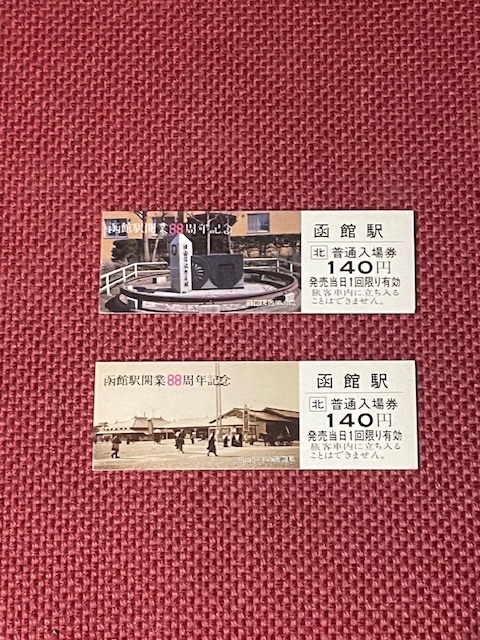 函館駅開業88周年記念
函館駅
北 普通入場券
140円
発売当日1回限り有効
旅客車内に立ち入る
ことはできません。
函館駅開業88周年記念
函館駅
北 普通入場券
140円
発売当日1回限り有効
旅客車内に立ち入る
ことはできません。